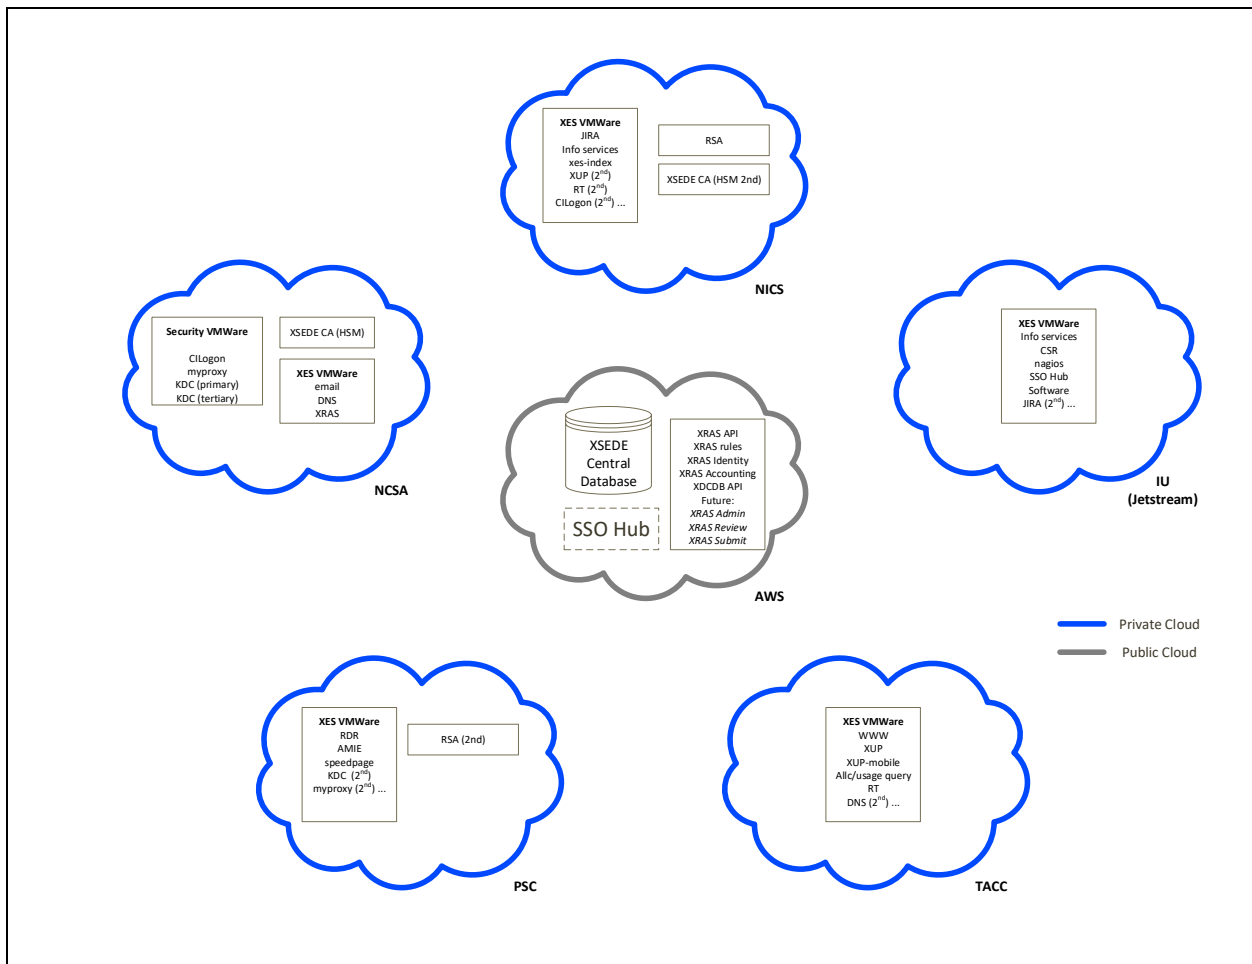 XES VMWare
JIRA
Info services
xes-index
XUP (2nd)
RT (2nd)
CILogon (2nd) ...
RSA
XSEDE CA (HSM 2nd)
NICS
Security VMWare
CILogon
myproxy
KDC (primary)
KDC (tertiary)
XSEDE CA (HSM)
XES VMWare
email
DNS
XRAS
NCSA
XES VMWare
Info services
CSR
nagios
SSO Hub
Software
JIRA (2nd) ...
IU
(Jetstream)
XSEDE
Central
Database
SSO Hub
XRAS API
XRAS rules
XRAS Identity
XRAS Accounting
XDCDB API
Future:
XRAS Admin
XRAS Review
XRAS Submit
AWS
Private Cloud
Public Cloud
XES VMWare
RDR
AMIE
speedpage
KDC (2nd)
myproxy (2nd) ...
RSA (2nd)
PSC
XES VMWare
WWW
XUP
XUP-mobile
Allc/usage query
RT
DNS (2nd) ...
TACC